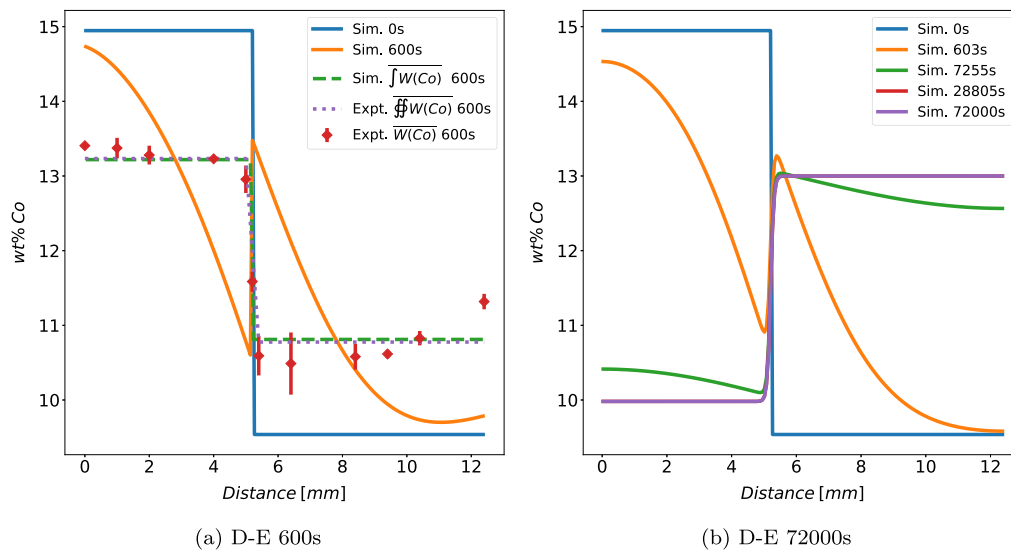 15
14
13
12
11
10
wt% Co
0
2
4
6
8
10
12
Distance [mm]
Sim. 0s
Sim. 600s
Sim. ∫W(Co) 600s
Expt. ∯W(Co) 600s
Expt. W(Co) 600s
(a) D-E 600s
15
14
13
12
11
10
wt% Co
0
2
4
6
8
10
12
Distance [mm]
Sim. 0s
Sim. 603s
Sim. 7255s
Sim. 28805s
Sim. 72000s
(b) D-E 72000s